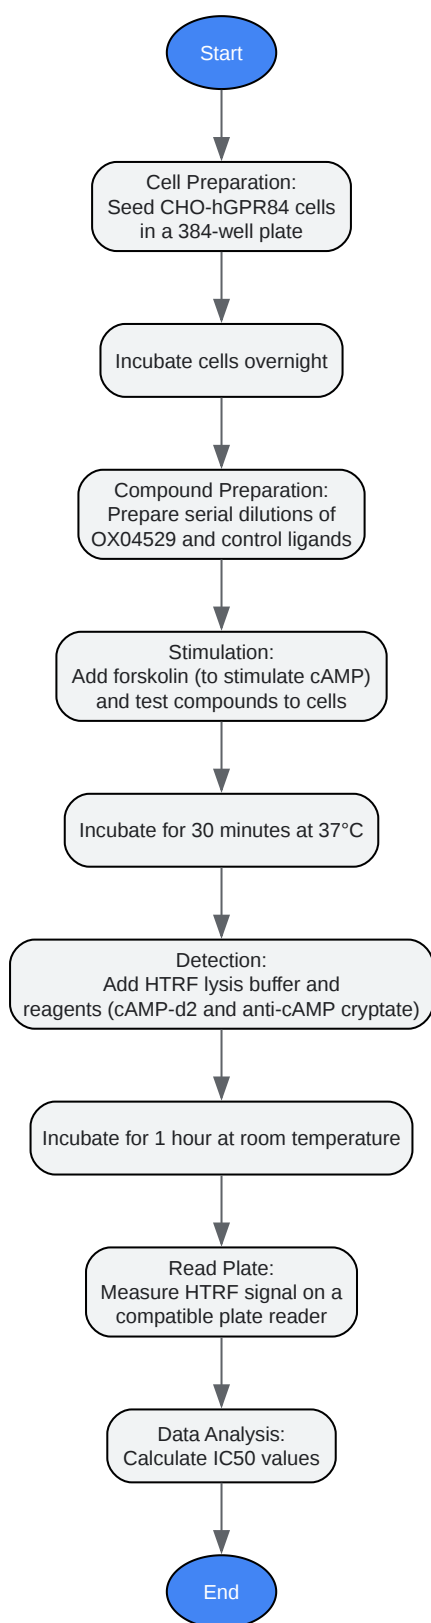 Start
Cell Preparation:
Seed CHO-hGPR84 cells
in a 384-well plate
Incubate cells overnight
Compound Preparation:
Prepare serial dilutions of
OX04529 and control ligands
Stimulation:
Add forskolin (to stimulate cAMP)
and test compounds to cells
Incubate for 30 minutes at 37°C
Detection:
Add HTRF lysis buffer and
reagents (cAMP-d2 and anti-cAMP cryptate)
Incubate for 1 hour at room temperature
Read Plate:
Measure HTRF signal on a
compatible plate reader
Data Analysis:
Calculate IC50 values
End